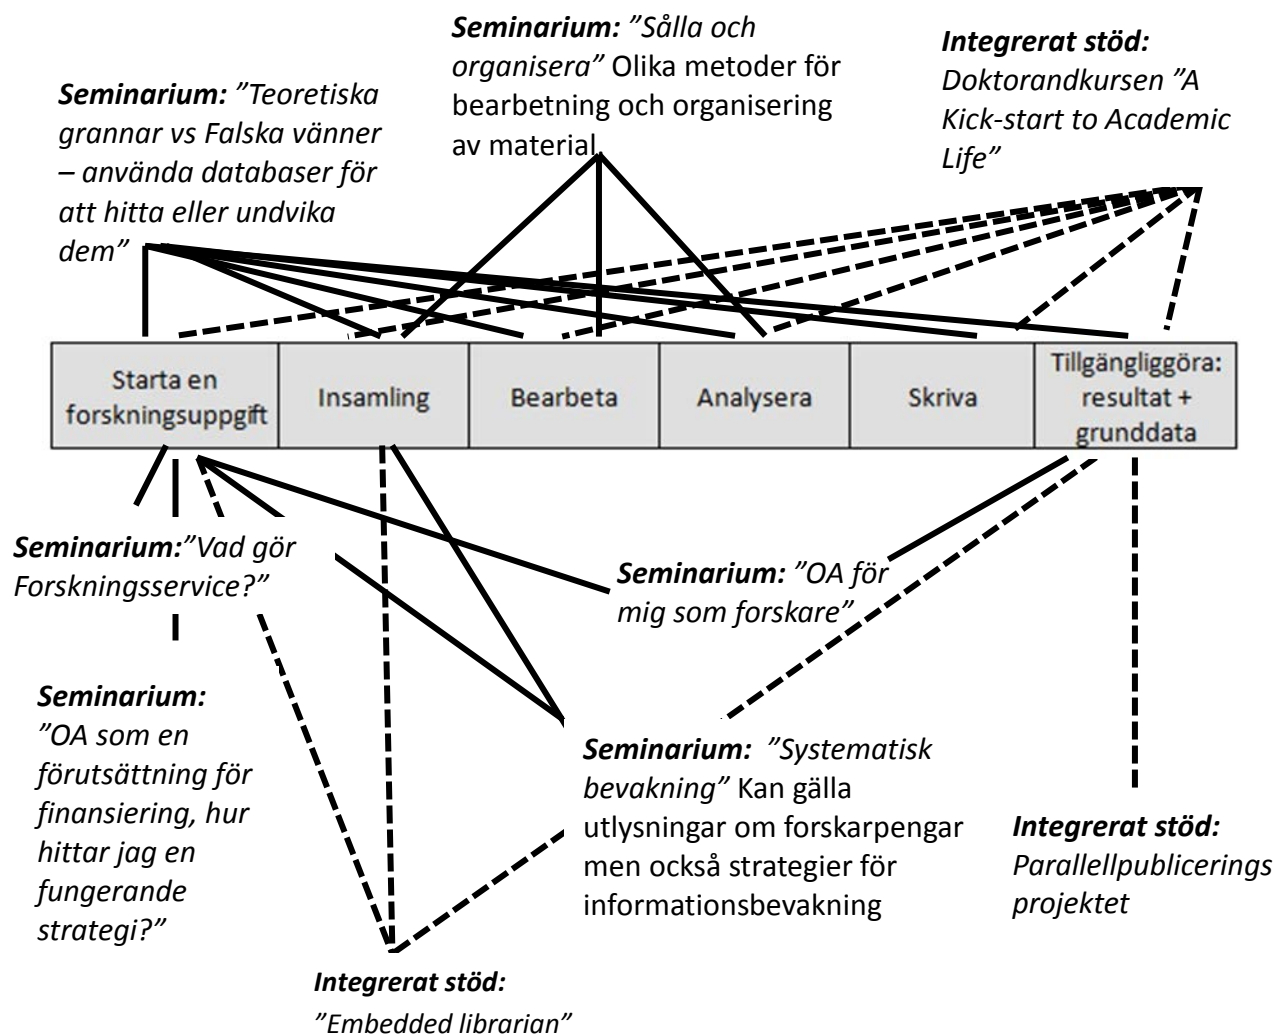 Seminarium: ”Teoretiska
grannar vs Falska vänner
– använda databaser för
att hitta eller undvika
dem”
Seminarium: ”Sålla och
organisera” Olika metoder för
bearbetning och organisering
av material
Integrerat stöd:
Doktorandkursen ”A
Kick-start to Academic
Life”
Starta en
forskningsuppgift
Insamling
Bearbeta
Analysera
Skriva
Tillgängliggöra:
resultat +
grunddata
Seminarium:”Vad gör
Forskningsservice?”
Seminarium: ”OA för
mig som forskare”
Seminarium:
”OA som en
förutsättning för
finansiering, hur
hittar jag en
fungerande
strategi?”
Seminarium: ”Systematisk
bevakning” Kan gälla
utlysningar om forskarpengar
men också strategier för
informationsbevakning
Integrerat stöd:
Parallellpublicerings
projektet
Integrerat stöd:
”Embedded librarian”